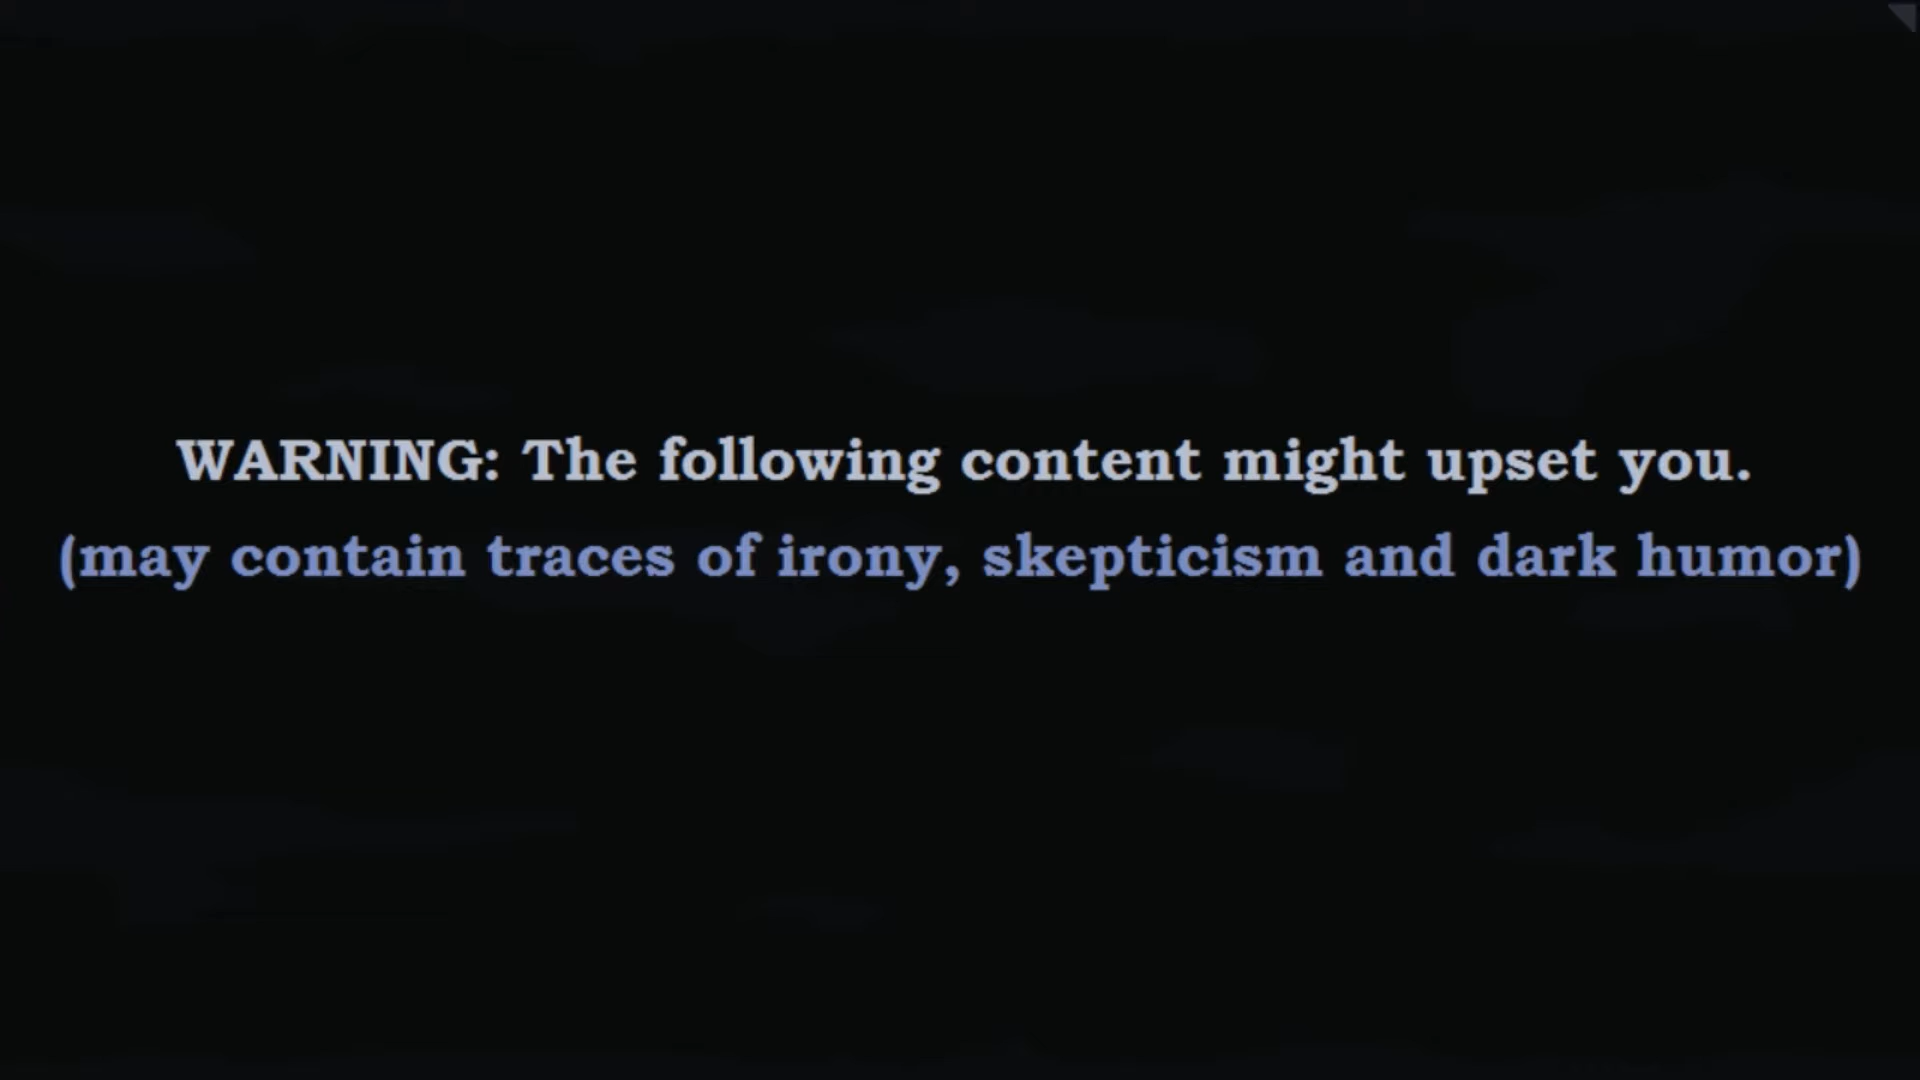 WARNING: The following content might upset you.
(may contain traces of irony, skepticism and dark humor)